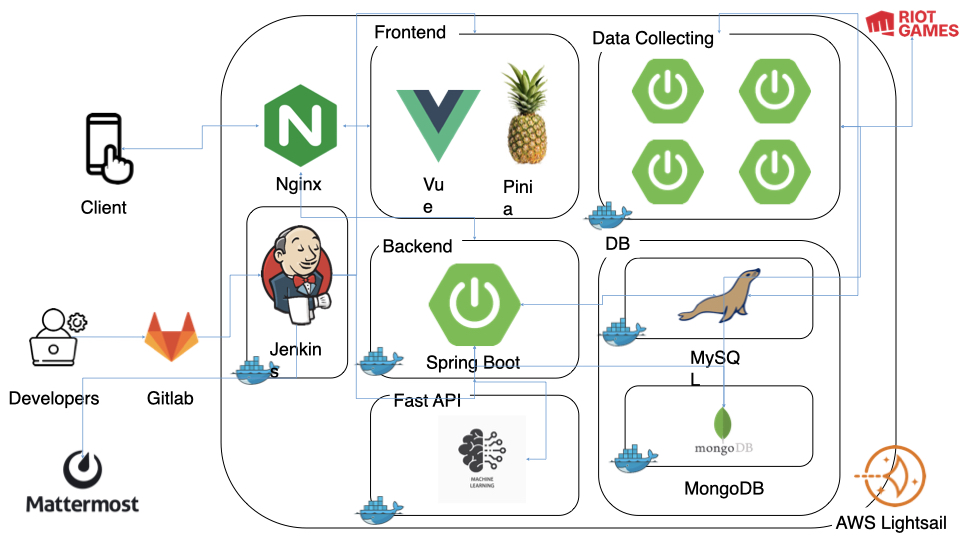 RIOT
GAMES
Frontend
Data Collecting
N
Nginx
Vu
e
Pini
a
Client
Backend
DB
Spring Boot
Jenkin
s
MySQ
L
Developers
Gitlab
Fast API
MACHINE
LEARNING
mongoDB
MongoDB
Mattermost
AWS Lightsail